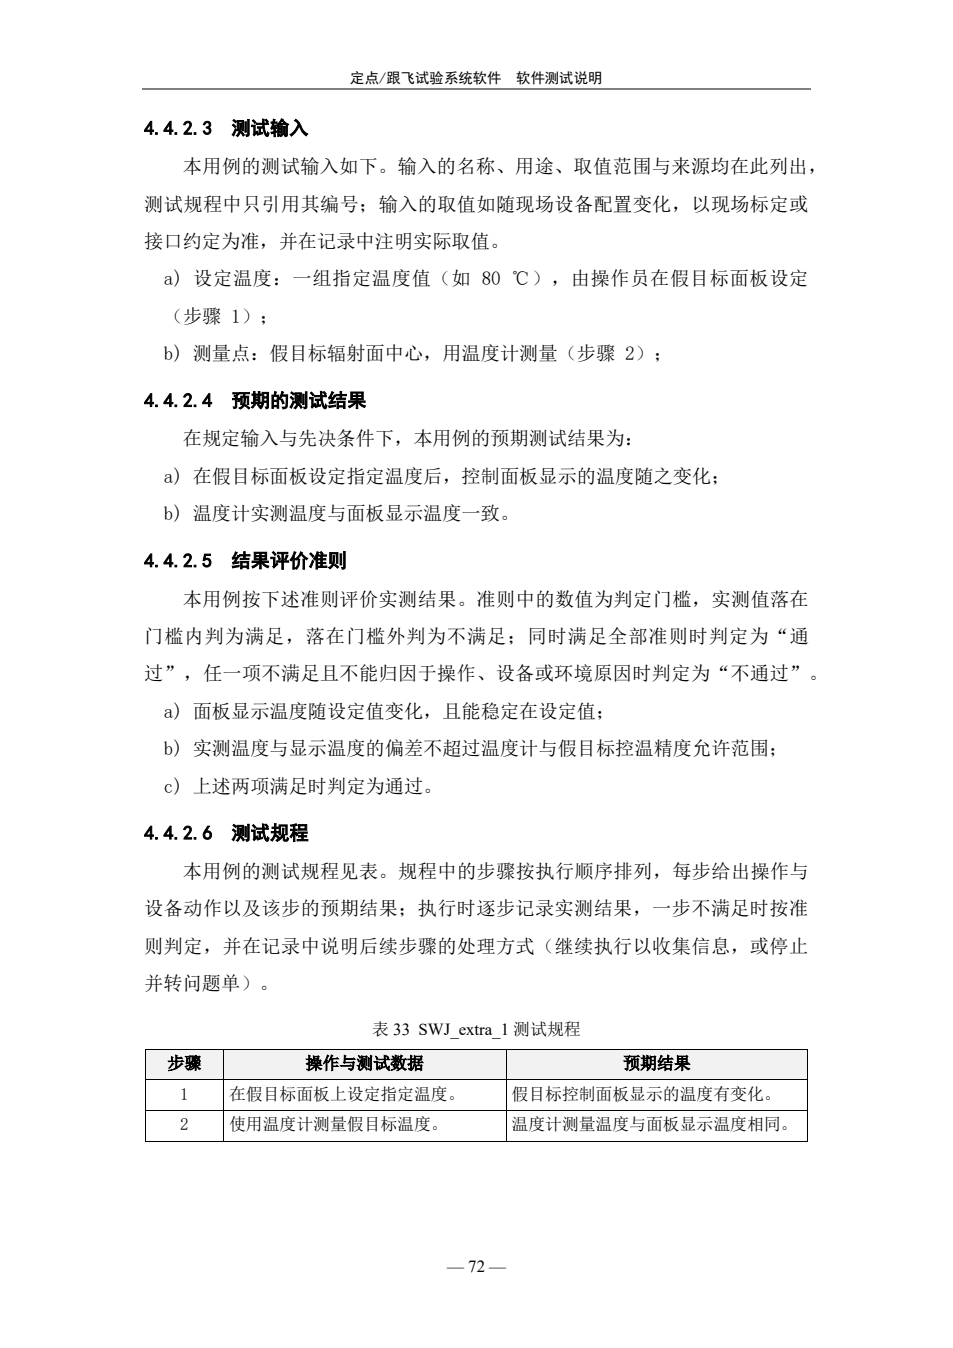 定点/跟飞试验系统软件　软件测试说明
4.4.2.3　测试输入
本用例的测试输入如下。输入的名称、用途、取值范围与来源均在此列出，
测试规程中只引用其编号；输入的取值如随现场设备配置变化，以现场标定或
接口约定为准，并在记录中注明实际取值。
a）设定温度：一组指定温度值（如 80 ℃），由操作员在假目标面板设定
（步骤 1）；
b）测量点：假目标辐射面中心，用温度计测量（步骤 2）；
4.4.2.4　预期的测试结果
在规定输入与先决条件下，本用例的预期测试结果为：
a）在假目标面板设定指定温度后，控制面板显示的温度随之变化；
b）温度计实测温度与面板显示温度一致。
4.4.2.5　结果评价准则
本用例按下述准则评价实测结果。准则中的数值为判定门槛，实测值落在
门槛内判为满足，落在门槛外判为不满足；同时满足全部准则时判定为“通
过”，任一项不满足且不能归因于操作、设备或环境原因时判定为“不通过”。
a）面板显示温度随设定值变化，且能稳定在设定值；
b）实测温度与显示温度的偏差不超过温度计与假目标控温精度允许范围；
c）上述两项满足时判定为通过。
4.4.2.6　测试规程
本用例的测试规程见表。规程中的步骤按执行顺序排列，每步给出操作与
设备动作以及该步的预期结果；执行时逐步记录实测结果，一步不满足时按准
则判定，并在记录中说明后续步骤的处理方式（继续执行以收集信息，或停止
并转问题单）。
表 33 SWJ_extra_1 测试规程
步骤 操作与测试数据 预期结果
1 在假目标面板上设定指定温度。 假目标控制面板显示的温度有变化。
2 使用温度计测量假目标温度。 温度计测量温度与面板显示温度相同。
— 72 —